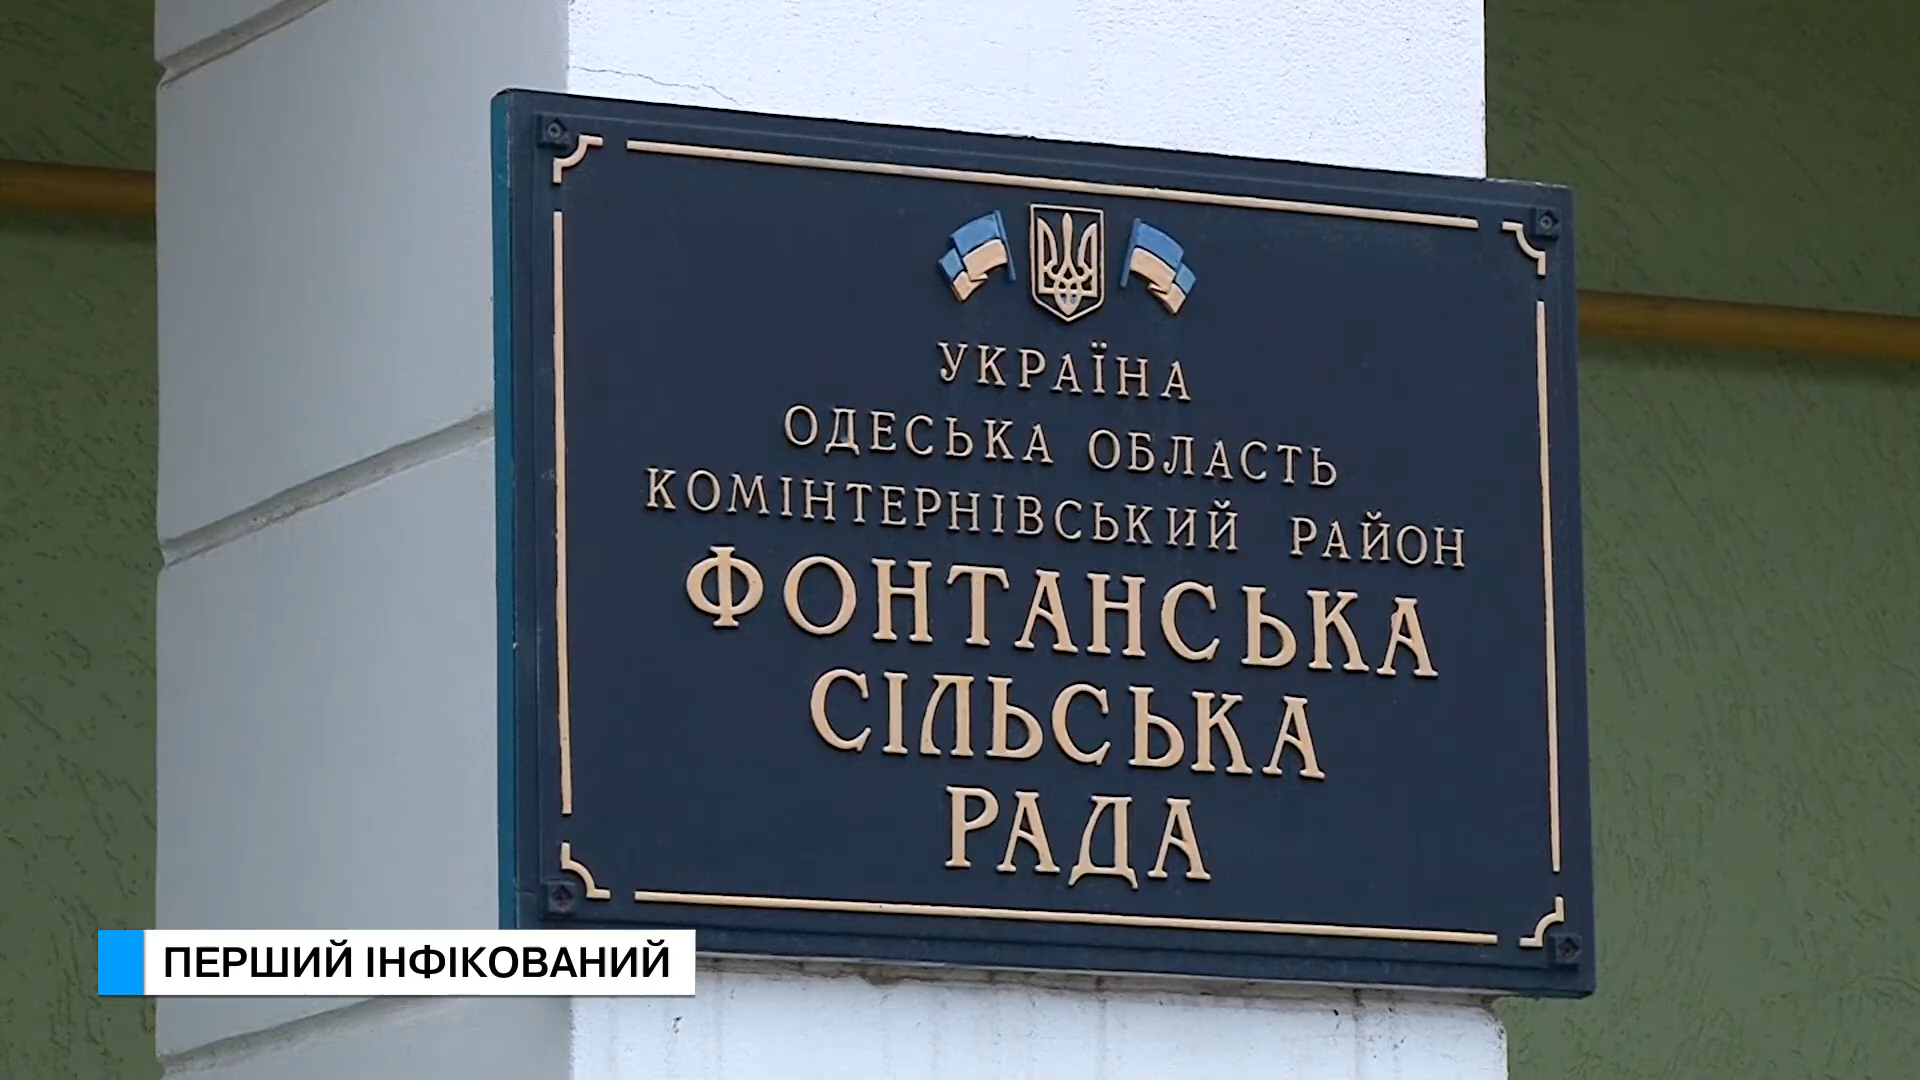 УКРАЇНА
ОДЕСЬКА ОБЛАСТЬ
КОМІНТЕРНІВСЬКИЙ РАЙОН
ФОНТАНСЬКА
СІЛЬСЬКА
РАДА
ПЕРШИЙ ІНФІКОВАНИЙ